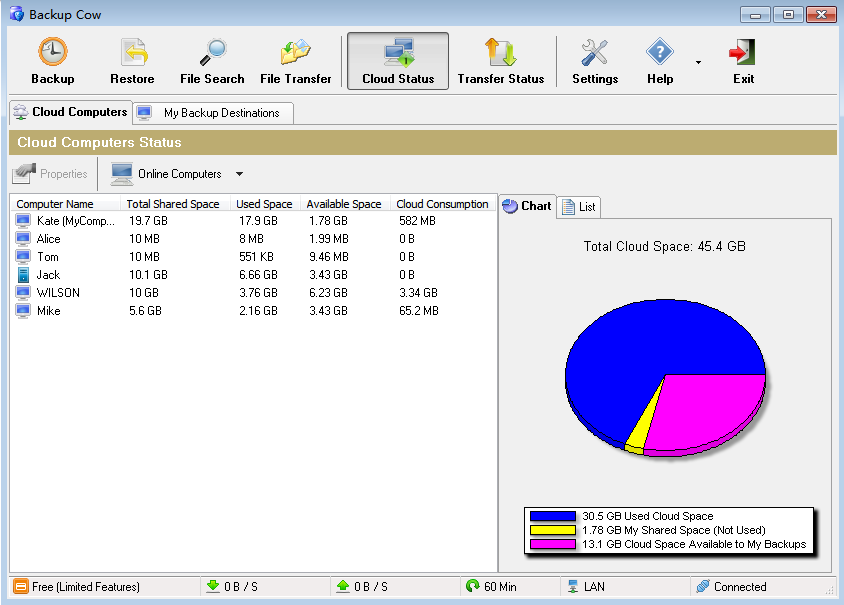 Backup Cow
Backup Restore File Search File Transfer Cloud Status Transfer Status Settings Help Exit
Cloud Computers My Backup Destinations
Cloud Computers Status
Properties Online Computers
Computer Name Total Shared Space Used Space Available Space Cloud Consumption
Kate (MyComp... 19.7 GB 17.9 GB 1.78 GB 582 MB
Alice 10 MB 8 MB 1.99 MB 0 B
Tom 10 MB 551 KB 9.46 MB 0 B
Jack 10.1 GB 6.66 GB 3.43 GB 0 B
WILSON 10 GB 3.76 GB 6.23 GB 3.34 GB
Mike 5.6 GB 2.16 GB 3.43 GB 65.2 MB
Chart List
Total Cloud Space: 45.4 GB
30.5 GB Used Cloud Space
1.78 GB My Shared Space (Not Used)
13.1 GB Cloud Space Available to My Backups
Free (Limited Features) 0 B / S 0 B / S 60 Min LAN Connected